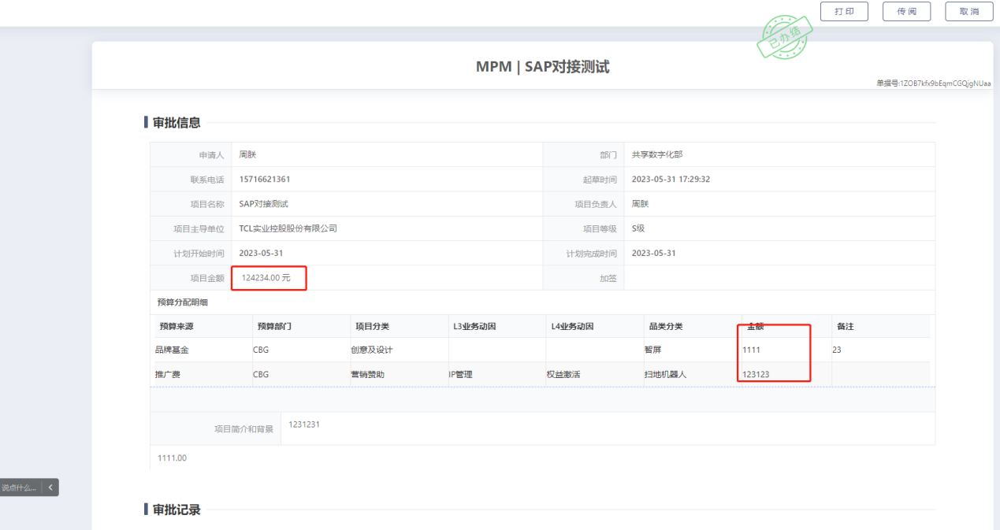 打印 传阅 取消
已办结
MPM | SAP对接测试
单据号:1ZOB7kfx9bEqmCGQjgNUaa
审批信息
申请人 周朕 部门 共享数字化部
联系电话 15716621361 起草时间 2023-05-31 17:29:32
项目名称 SAP对接测试 项目负责人 周朕
项目主导单位 TCL实业控股股份有限公司 项目等级 S级
计划开始时间 2023-05-31 计划完成时间 2023-05-31
项目金额 124234.00 元 加签
预算分配明细
预算来源 预算部门 项目分类 L3业务动因 L4业务动因 品类分类 金额 备注
品牌基金 CBG 创意及设计 智屏 1111 23
推广费 CBG 营销赞助 IP管理 权益激活 扫地机器人 123123
项目简介和背景 1231231
1111.00
说点什么...
审批记录